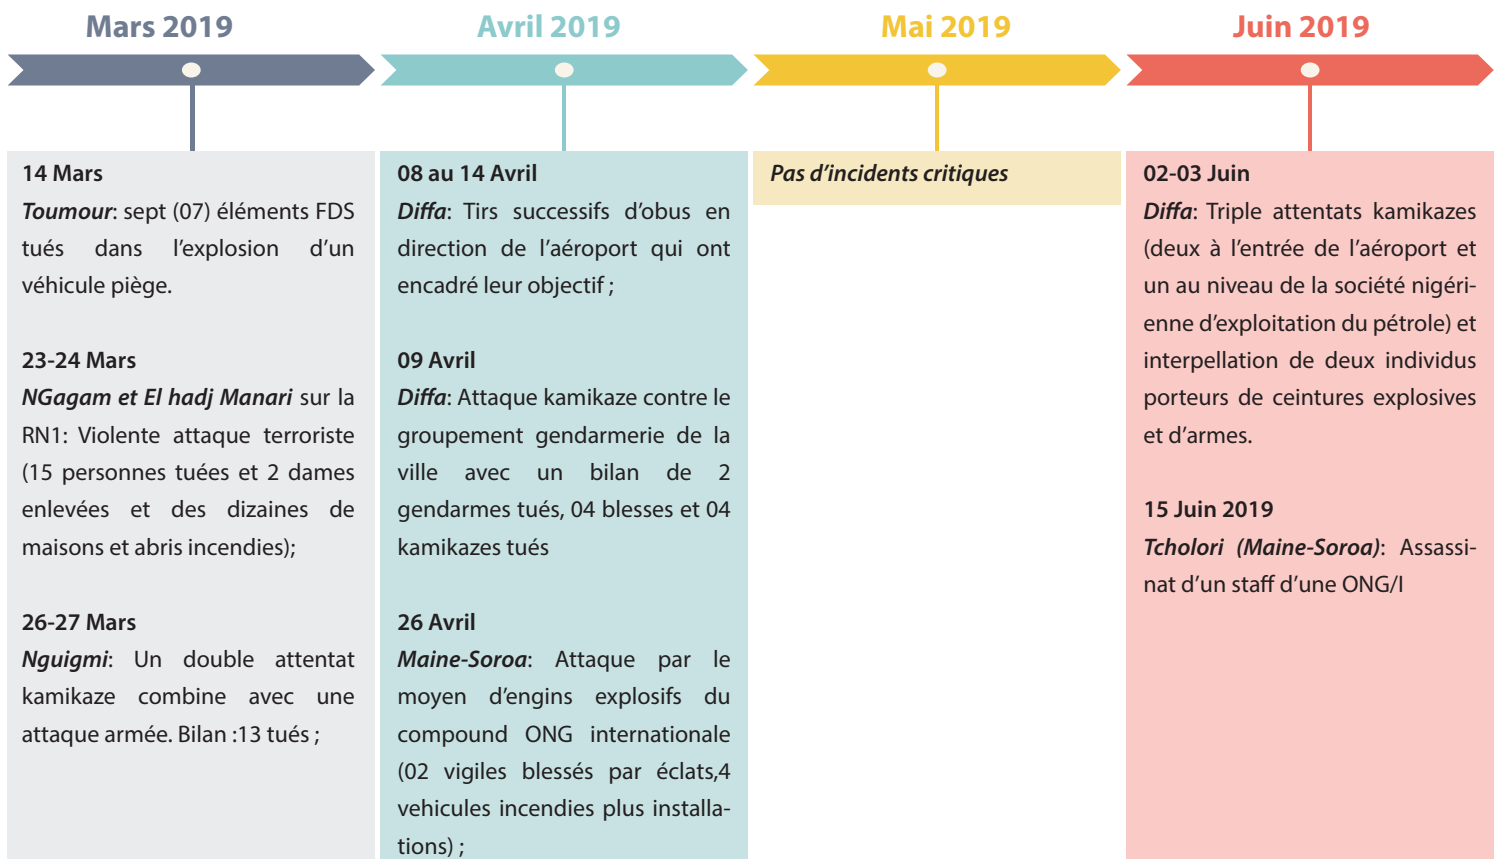 Mars 2019
14 Mars
Toumour: sept (07) éléments FDS
tués dans l'explosion d'un
véhicule piège.
23-24 Mars
NGagam et El hadj Manari sur la
RN1: Violente attaque terroriste
(15 personnes tuées et 2 dames
enlevées et des dizaines de
maisons et abris incendies);
26-27 Mars
Nguigmi: Un double attentat
kamikaze combine avec une
attaque armée. Bilan :13 tués ;
Avril 2019
08 au 14 Avril
Diffa: Tirs successifs d'obus en
direction de l'aéroport qui ont
encadré leur objectif ;
09 Avril
Diffa: Attaque kamikaze contre le
groupement gendarmerie de la
ville avec un bilan de 2
gendarmes tués, 04 blesses et 04
kamikazes tués
26 Avril
Maine-Soroa: Attaque par le
moyen d'engins explosifs du
compound ONG internationale
(02 vigiles blessés par éclats,4
vehicules incendies plus installa-
tions) ;
Mai 2019
Pas d'incidents critiques
Juin 2019
02-03 Juin
Diffa: Triple attentats kamikazes
(deux à l'entrée de l'aéroport et
un au niveau de la société nigéri-
enne d'exploitation du pétrole) et
interpellation de deux individus
porteurs de ceintures explosives
et d'armes.
15 Juin 2019
Tcholori (Maine-Soroa): Assassi-
nat d'un staff d'une ONG/I